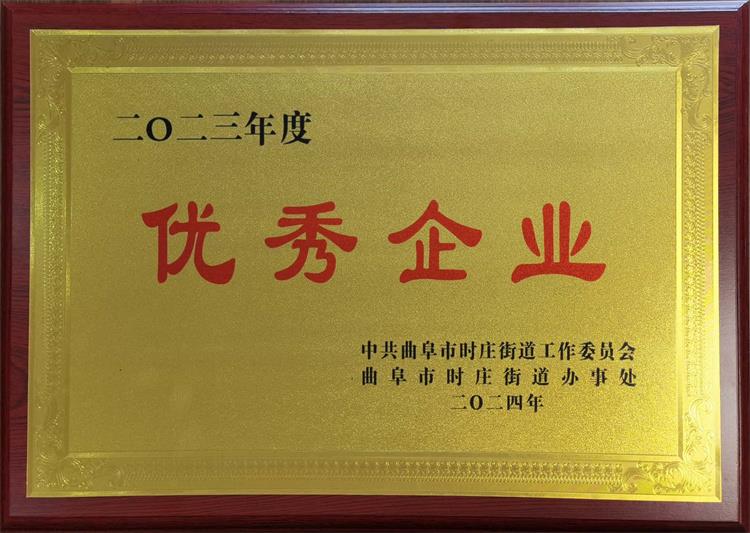 二〇二三年度
优秀企业
中共曲阜市时庄街道工作委员会
曲阜市时庄街道办事处
二〇二四年